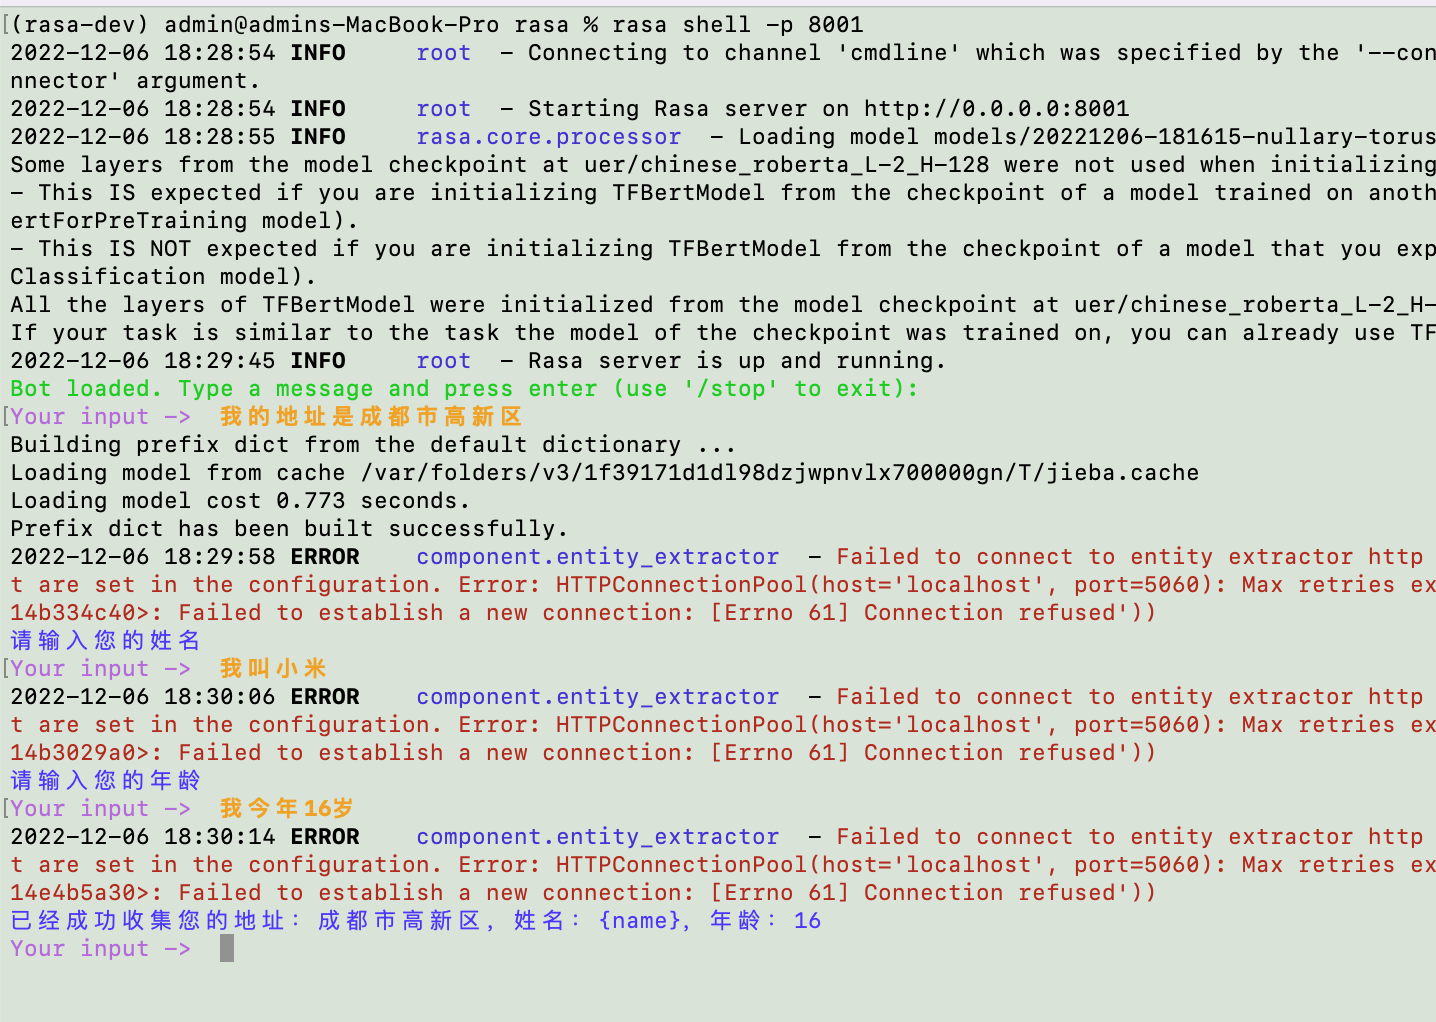 (rasa-dev) admin@admins-MacBook-Pro rasa % rasa shell -p 8001
2022-12-06 18:28:54 INFO     root  - Connecting to channel 'cmdline' which was specified by the '--con
nnector' argument.
2022-12-06 18:28:54 INFO     root  - Starting Rasa server on http://0.0.0.0:8001
2022-12-06 18:28:55 INFO     rasa.core.processor  - Loading model models/20221206-181615-nullary-torus
Some layers from the model checkpoint at uer/chinese_roberta_L-2_H-128 were not used when initializing
- This IS expected if you are initializing TFBertModel from the checkpoint of a model trained on anoth
ertForPreTraining model).
- This IS NOT expected if you are initializing TFBertModel from the checkpoint of a model that you exp
Classification model).
All the layers of TFBertModel were initialized from the model checkpoint at uer/chinese_roberta_L-2_H-
If your task is similar to the task the model of the checkpoint was trained on, you can already use TF
2022-12-06 18:29:45 INFO     root  - Rasa server is up and running.
Bot loaded. Type a message and press enter (use '/stop' to exit):
Your input ->  我的地址是成都市高新区
Building prefix dict from the default dictionary ...
Loading model from cache /var/folders/v3/1f39171d1dl98dzjwpnvlx700000gn/T/jieba.cache
Loading model cost 0.773 seconds.
Prefix dict has been built successfully.
2022-12-06 18:29:58 ERROR    component.entity_extractor  - Failed to connect to entity extractor http
t are set in the configuration. Error: HTTPConnectionPool(host='localhost', port=5060): Max retries ex
14b334c40>: Failed to establish a new connection: [Errno 61] Connection refused'))
请输入您的姓名
Your input ->  我叫小米
2022-12-06 18:30:06 ERROR    component.entity_extractor  - Failed to connect to entity extractor http
t are set in the configuration. Error: HTTPConnectionPool(host='localhost', port=5060): Max retries ex
14b3029a0>: Failed to establish a new connection: [Errno 61] Connection refused'))
请输入您的年龄
Your input ->  我今年16岁
2022-12-06 18:30:14 ERROR    component.entity_extractor  - Failed to connect to entity extractor http
t are set in the configuration. Error: HTTPConnectionPool(host='localhost', port=5060): Max retries ex
14e4b5a30>: Failed to establish a new connection: [Errno 61] Connection refused'))
已经成功收集您的地址：成都市高新区，姓名：{name}，年龄：16
Your input ->